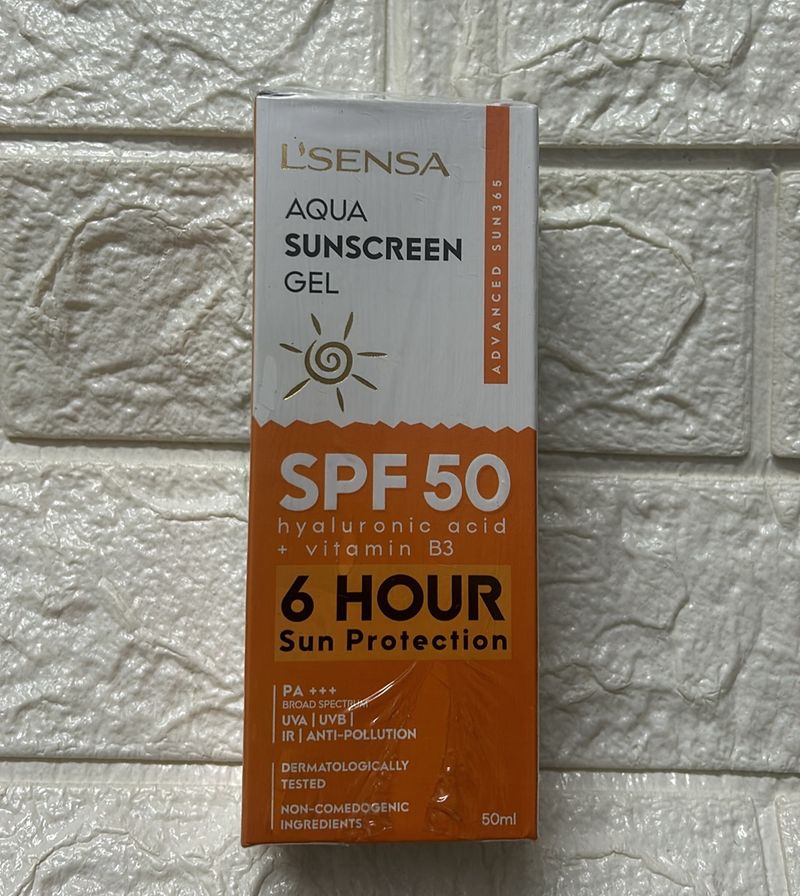 L'SENSA
AQUA
SUNSCREEN
GEL
ADVANCED SUN365
SPF 50
hyaluronic acid
+ vitamin B3
6 HOUR
Sun Protection
PA +++
BROAD SPECTRUM
UVA | UVB |
IR | ANTI-POLLUTION
DERMATOLOGICALLY
TESTED
NON-COMEDOGENIC
INGREDIENTS
50ml